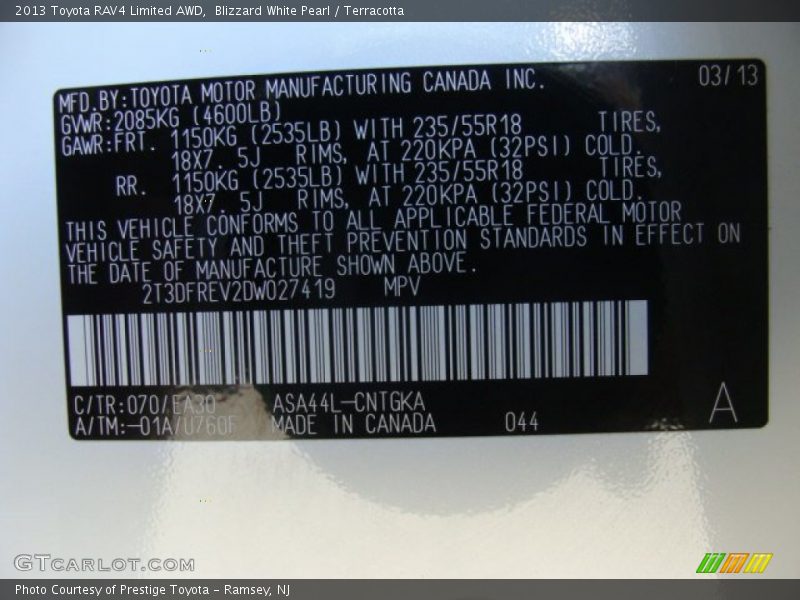 2013 Toyota RAV4 Limited AWD,  Blizzard White Pearl / Terracotta
MFD.BY:TOYOTA MOTOR MANUFACTURING CANADA INC. 03/13
GVWR:2085KG (4600LB)
GAWR:FRT. 1150KG (2535LB) WITH 235/55R18 TIRES,
18X7. 5J RIMS, AT 220KPA (32PSI) COLD.
RR. 1150KG (2535LB) WITH 235/55R18 TIRES,
18X7. 5J RIMS, AT 220KPA (32PSI) COLD.
THIS VEHICLE CONFORMS TO ALL APPLICABLE FEDERAL MOTOR
VEHICLE SAFETY AND THEFT PREVENTION STANDARDS IN EFFECT ON
THE DATE OF MANUFACTURE SHOWN ABOVE.
2T3DFREV2DW027419 MPV
C/TR:070/EA30 ASA44L-CNTGKA A
A/TM:-01A/U760F MADE IN CANADA 044
GTCARLOT.COM
Photo Courtesy of Prestige Toyota - Ramsey, NJ